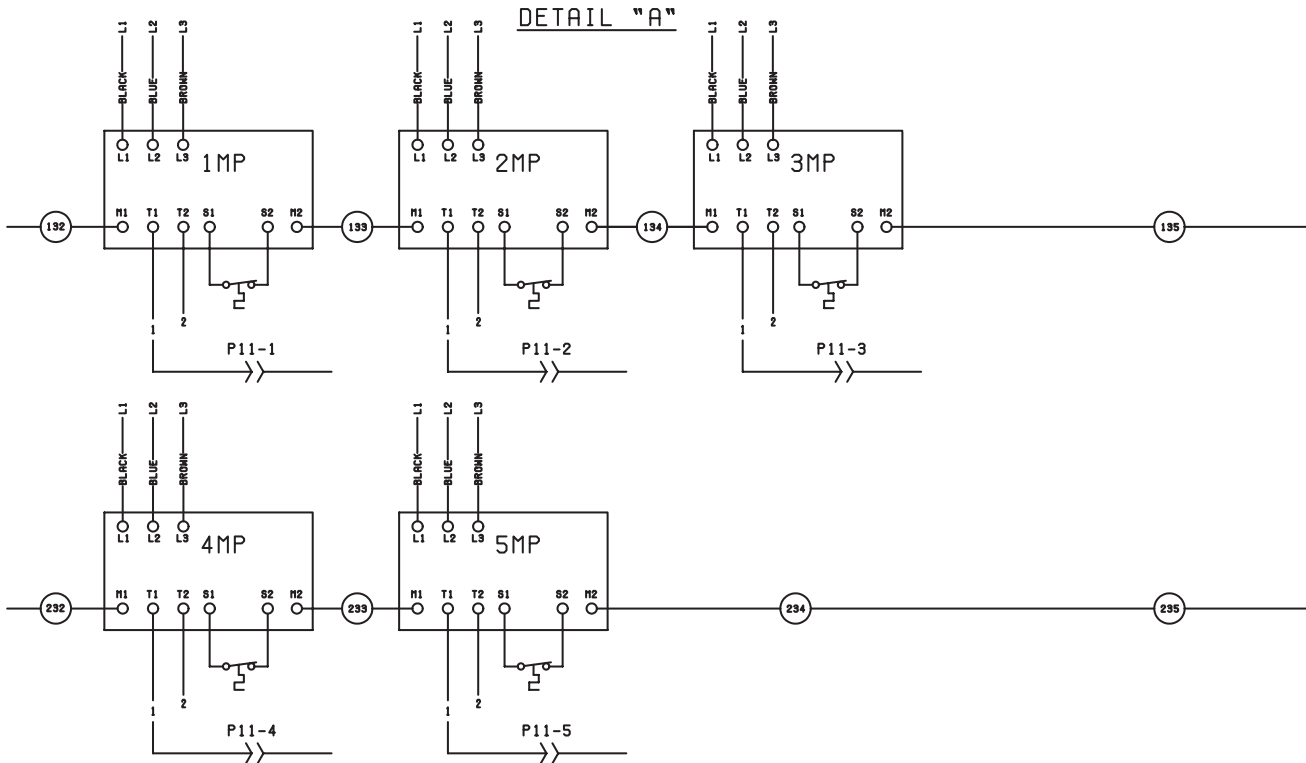 DETAIL "A"
L1 L2 L3 L1 L2 L3 L1 L2 L3
BLACK BLUE BROWN BLACK BLUE BROWN BLACK BLUE BROWN
L1 L2 L3 L1 L2 L3 L1 L2 L3
1MP 2MP 3MP
M1 T1 T2 S1 S2 M2 M1 T1 T2 S1 S2 M2 M1 T1 T2 S1 S2 M2
132 133 134 135
2 2 2
1 1 1
P11-1 P11-2 P11-3
L1 L2 L3 L1 L2 L3
BLACK BLUE BROWN BLACK BLUE BROWN
L1 L2 L3 L1 L2 L3
4MP 5MP
M1 T1 T2 S1 S2 M2 M1 T1 T2 S1 S2 M2
232 233 234 235
2 2
1 1
P11-4 P11-5